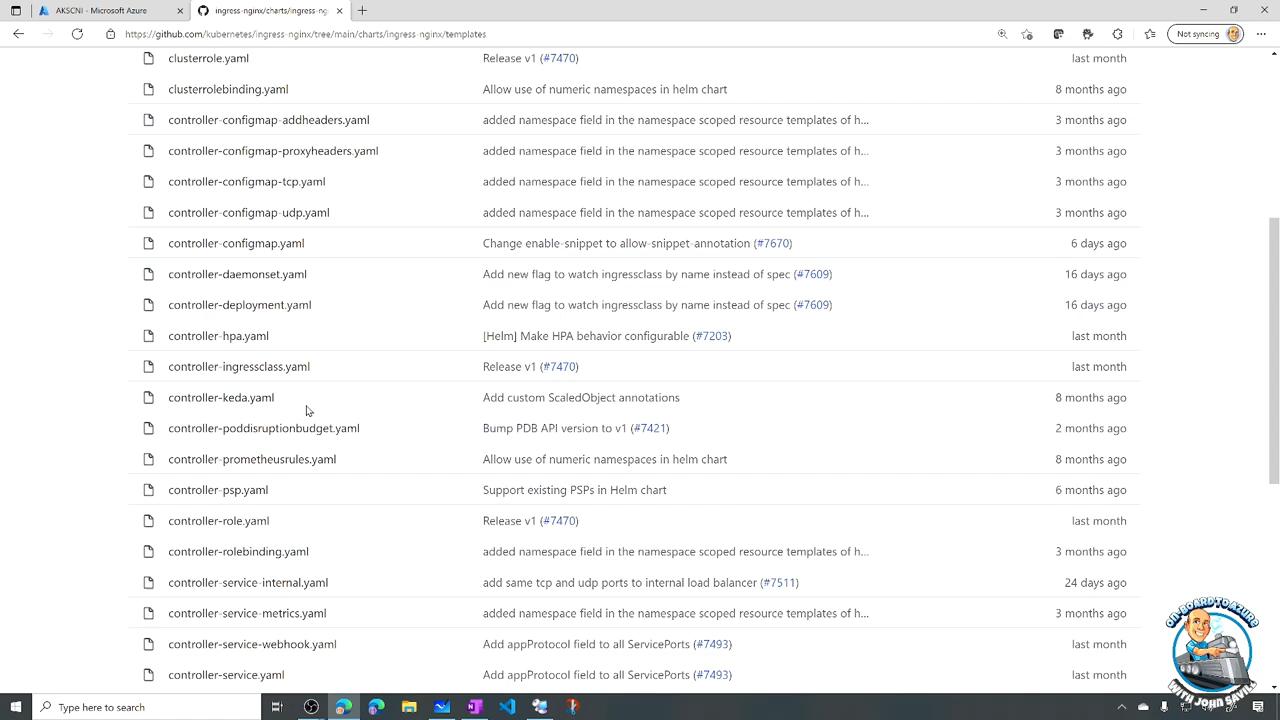 AKSCNI - Microsoft Azure
ingress-nginx/charts/ingress-ng
https://github.com/kubernetes/ingress-nginx/tree/main/charts/ingress-nginx/templates
Not syncing
clusterrole.yaml Release v1 (#7470) last month
clusterrolebinding.yaml Allow use of numeric namespaces in helm chart 8 months ago
controller-configmap-addheaders.yaml added namespace field in the namespace scoped resource templates of h... 3 months ago
controller-configmap-proxyheaders.yaml added namespace field in the namespace scoped resource templates of h... 3 months ago
controller-configmap-tcp.yaml added namespace field in the namespace scoped resource templates of h... 3 months ago
controller-configmap-udp.yaml added namespace field in the namespace scoped resource templates of h... 3 months ago
controller-configmap.yaml Change enable-snippet to allow-snippet-annotation (#7670) 6 days ago
controller-daemonset.yaml Add new flag to watch ingressclass by name instead of spec (#7609) 16 days ago
controller-deployment.yaml Add new flag to watch ingressclass by name instead of spec (#7609) 16 days ago
controller-hpa.yaml [Helm] Make HPA behavior configurable (#7203) last month
controller-ingressclass.yaml Release v1 (#7470) last month
controller-keda.yaml Add custom ScaledObject annotations 8 months ago
controller-poddisruptionbudget.yaml Bump PDB API version to v1 (#7421) 2 months ago
controller-prometheusrules.yaml Allow use of numeric namespaces in helm chart 8 months ago
controller-psp.yaml Support existing PSPs in Helm chart 6 months ago
controller-role.yaml Release v1 (#7470) last month
controller-rolebinding.yaml added namespace field in the namespace scoped resource templates of h... 3 months ago
controller-service-internal.yaml add same tcp and udp ports to internal load balancer (#7511) 24 days ago
controller-service-metrics.yaml added namespace field in the namespace scoped resource templates of h... 3 months ago
controller-service-webhook.yaml Add appProtocol field to all ServicePorts (#7493) last month
controller-service.yaml Add appProtocol field to all ServicePorts (#7493) last month
ON-BOARD TO AZURE
WITH JOHN SAVILL
Type here to search